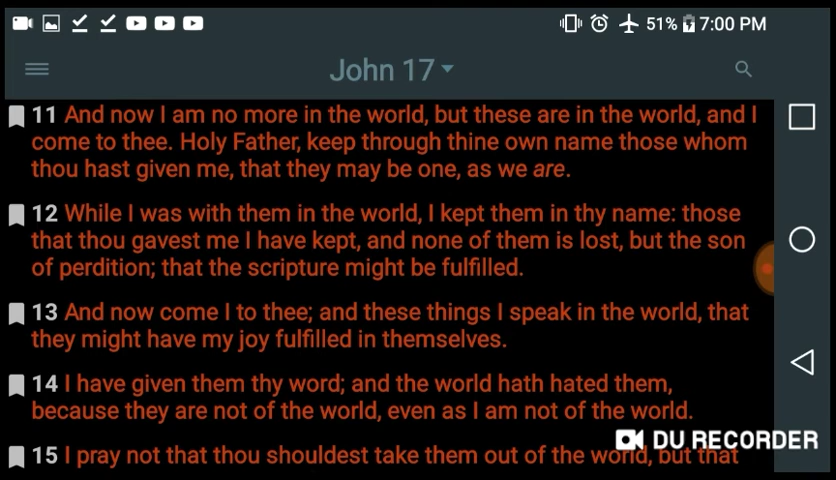 51% 7:00 PM
John 17
11 And now I am no more in the world, but these are in the world, and I
come to thee. Holy Father, keep through thine own name those whom
thou hast given me, that they may be one, as we are.
12 While I was with them in the world, I kept them in thy name: those
that thou gavest me I have kept, and none of them is lost, but the son
of perdition; that the scripture might be fulfilled.
13 And now come I to thee; and these things I speak in the world, that
they might have my joy fulfilled in themselves.
14 I have given them thy word; and the world hath hated them,
because they are not of the world, even as I am not of the world.
DU RECORDER
15 I pray not that thou shouldest take them out of the world, but that